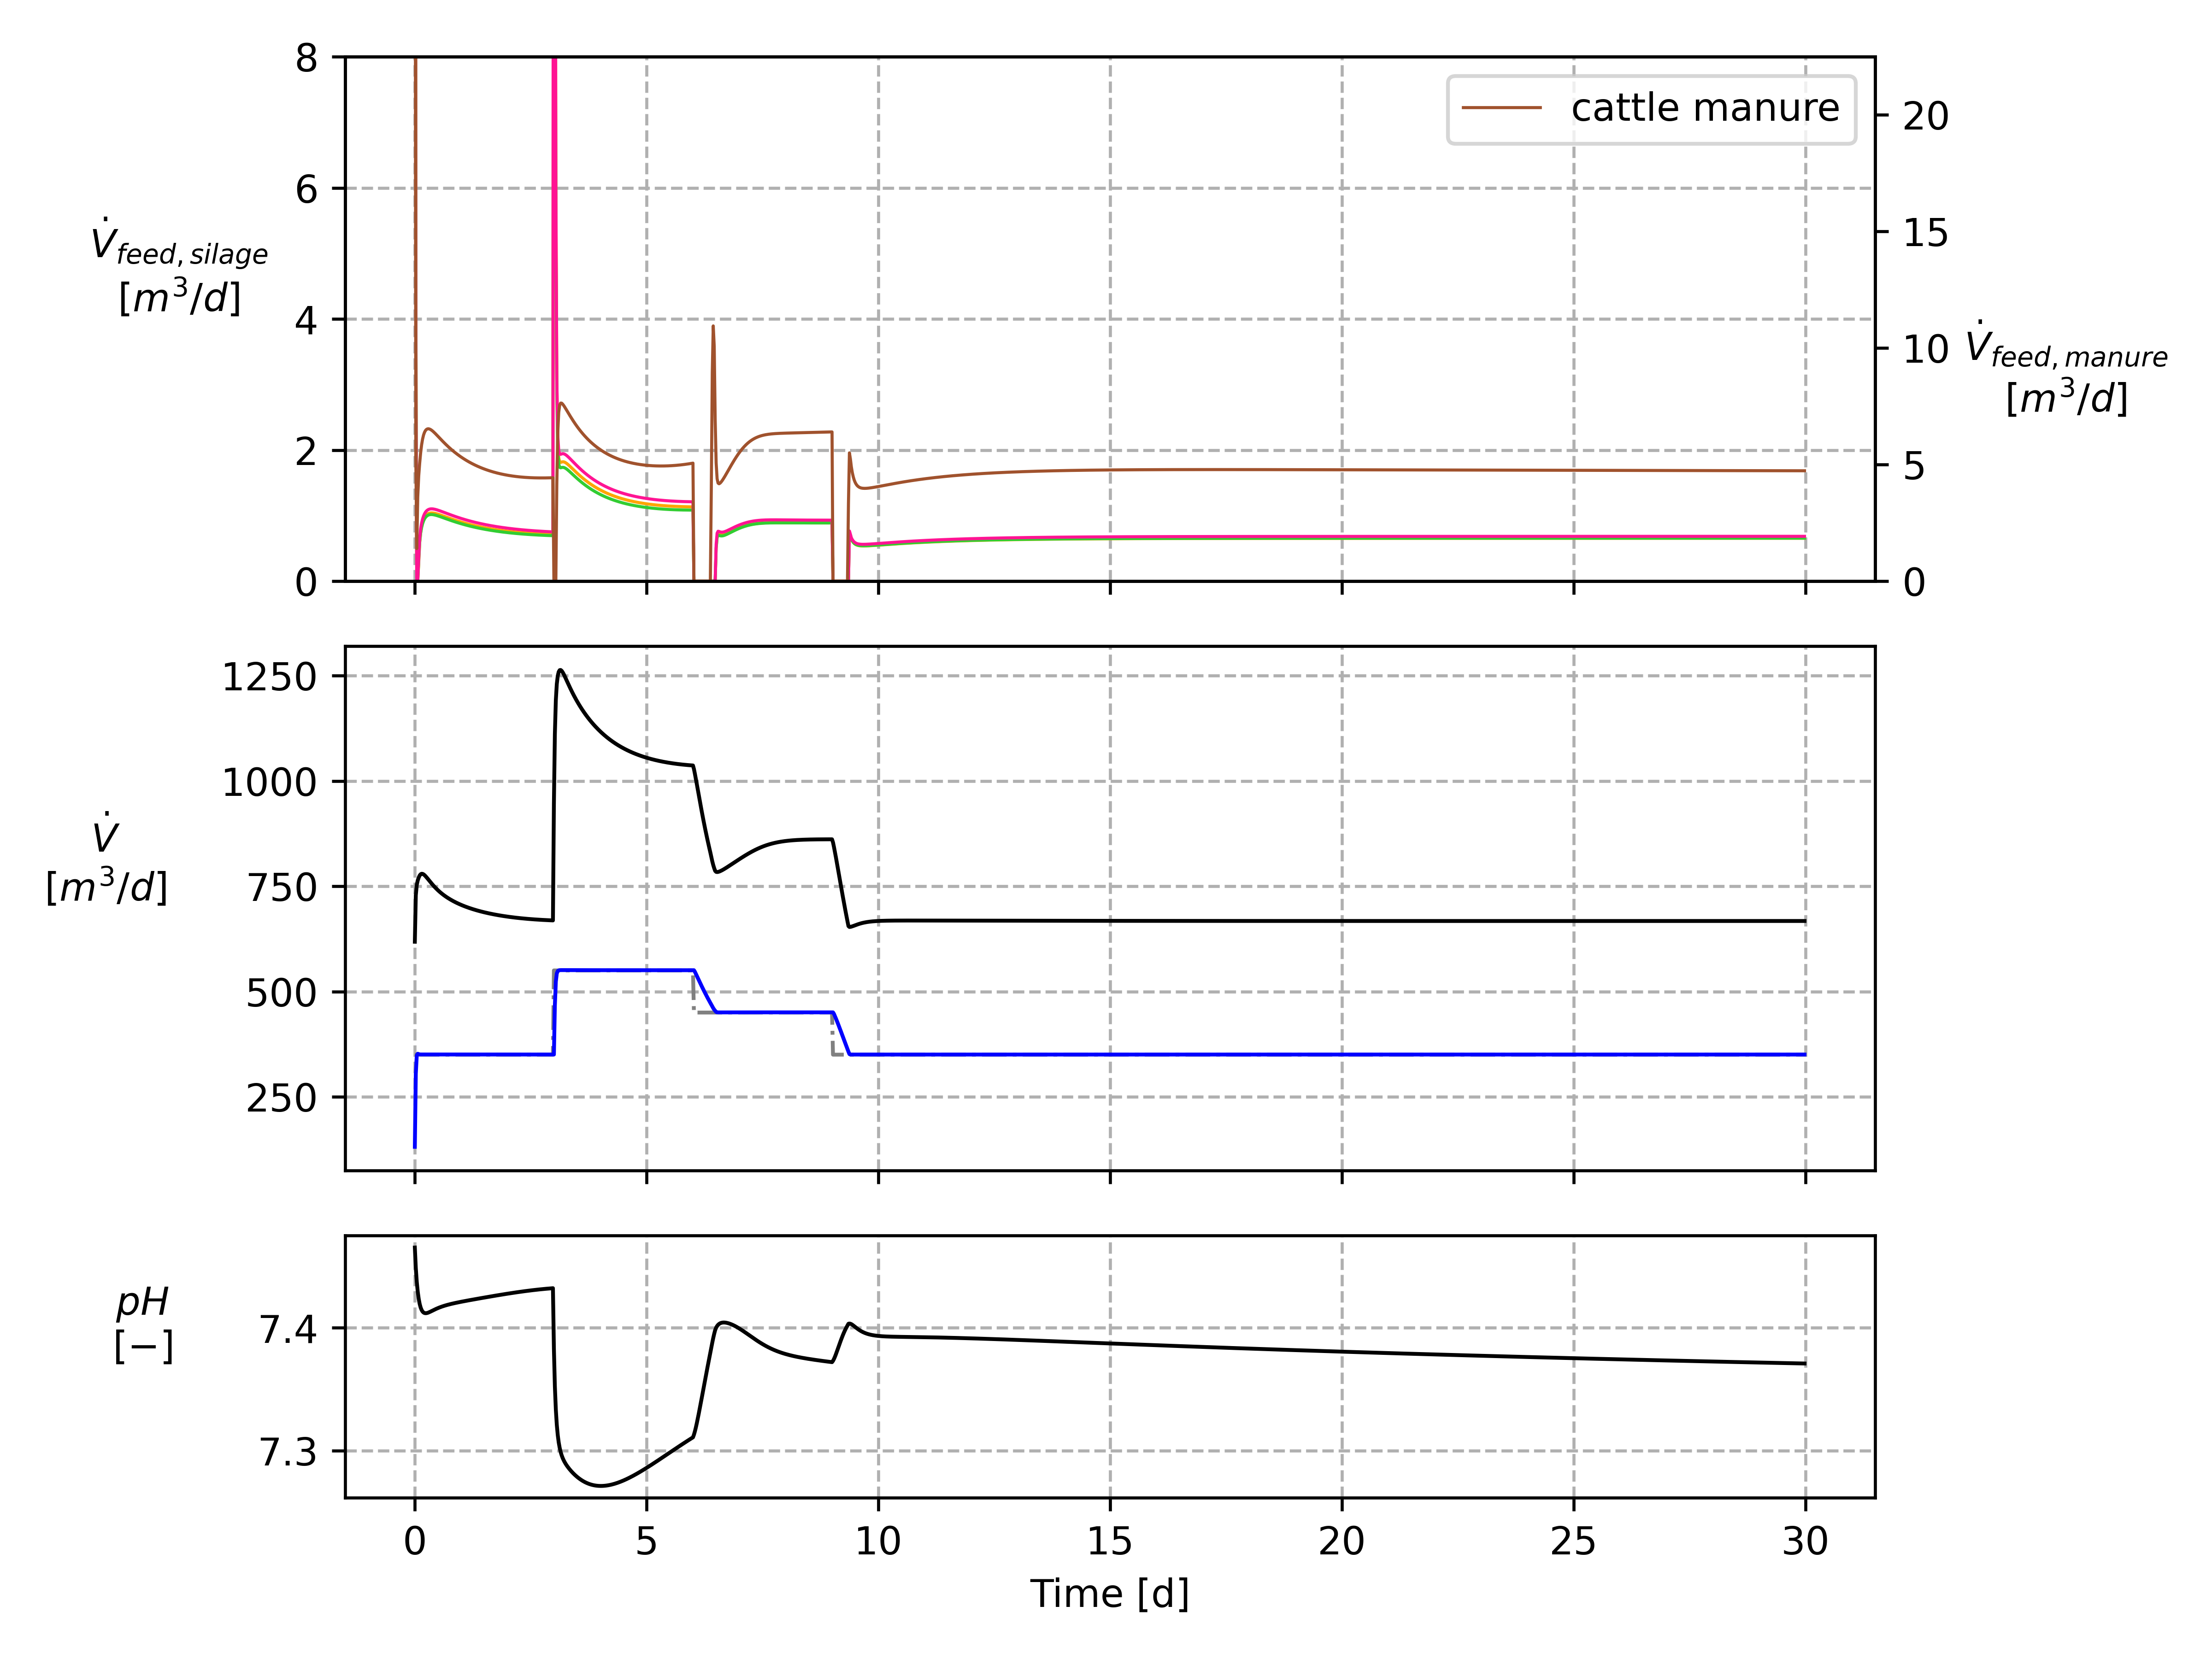 8
6
4
2
0
V̇feed, silage
[m³/d]
cattle manure
20
15
10
5
0
V̇feed, manure
[m³/d]
1250
1000
750
500
250
V̇
[m³/d]
7.4
7.3
pH
[−]
0 5 10 15 20 25 30
Time [d]